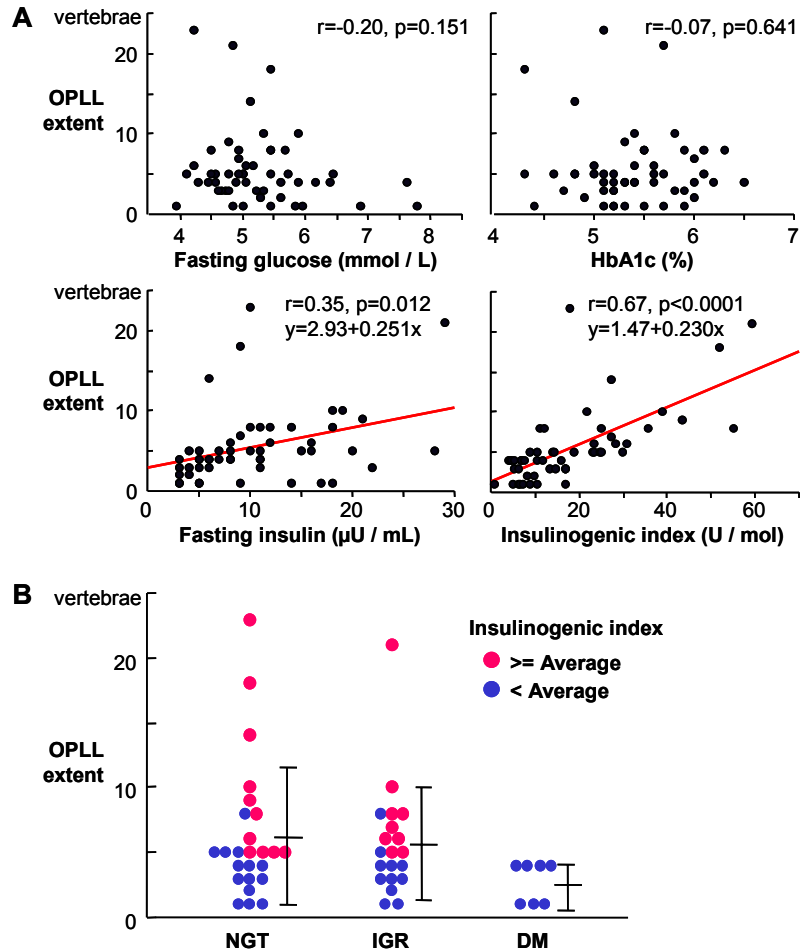 A
vertebrae
20
10
0
OPLL
extent
r=-0.20, p=0.151
4 5 6 7 8
Fasting glucose (mmol / L)
r=-0.07, p=0.641
4 5 6 7
HbA1c (%)
vertebrae
20
10
0
OPLL
extent
r=0.35, p=0.012
y=2.93+0.251x
0 10 20 30
Fasting insulin (µU / mL)
r=0.67, p<0.0001
y=1.47+0.230x
0 20 40 60
Insulinogenic index (U / mol)
B
vertebrae
20
10
0
OPLL
extent
Insulinogenic index
>= Average
< Average
NGT IGR DM